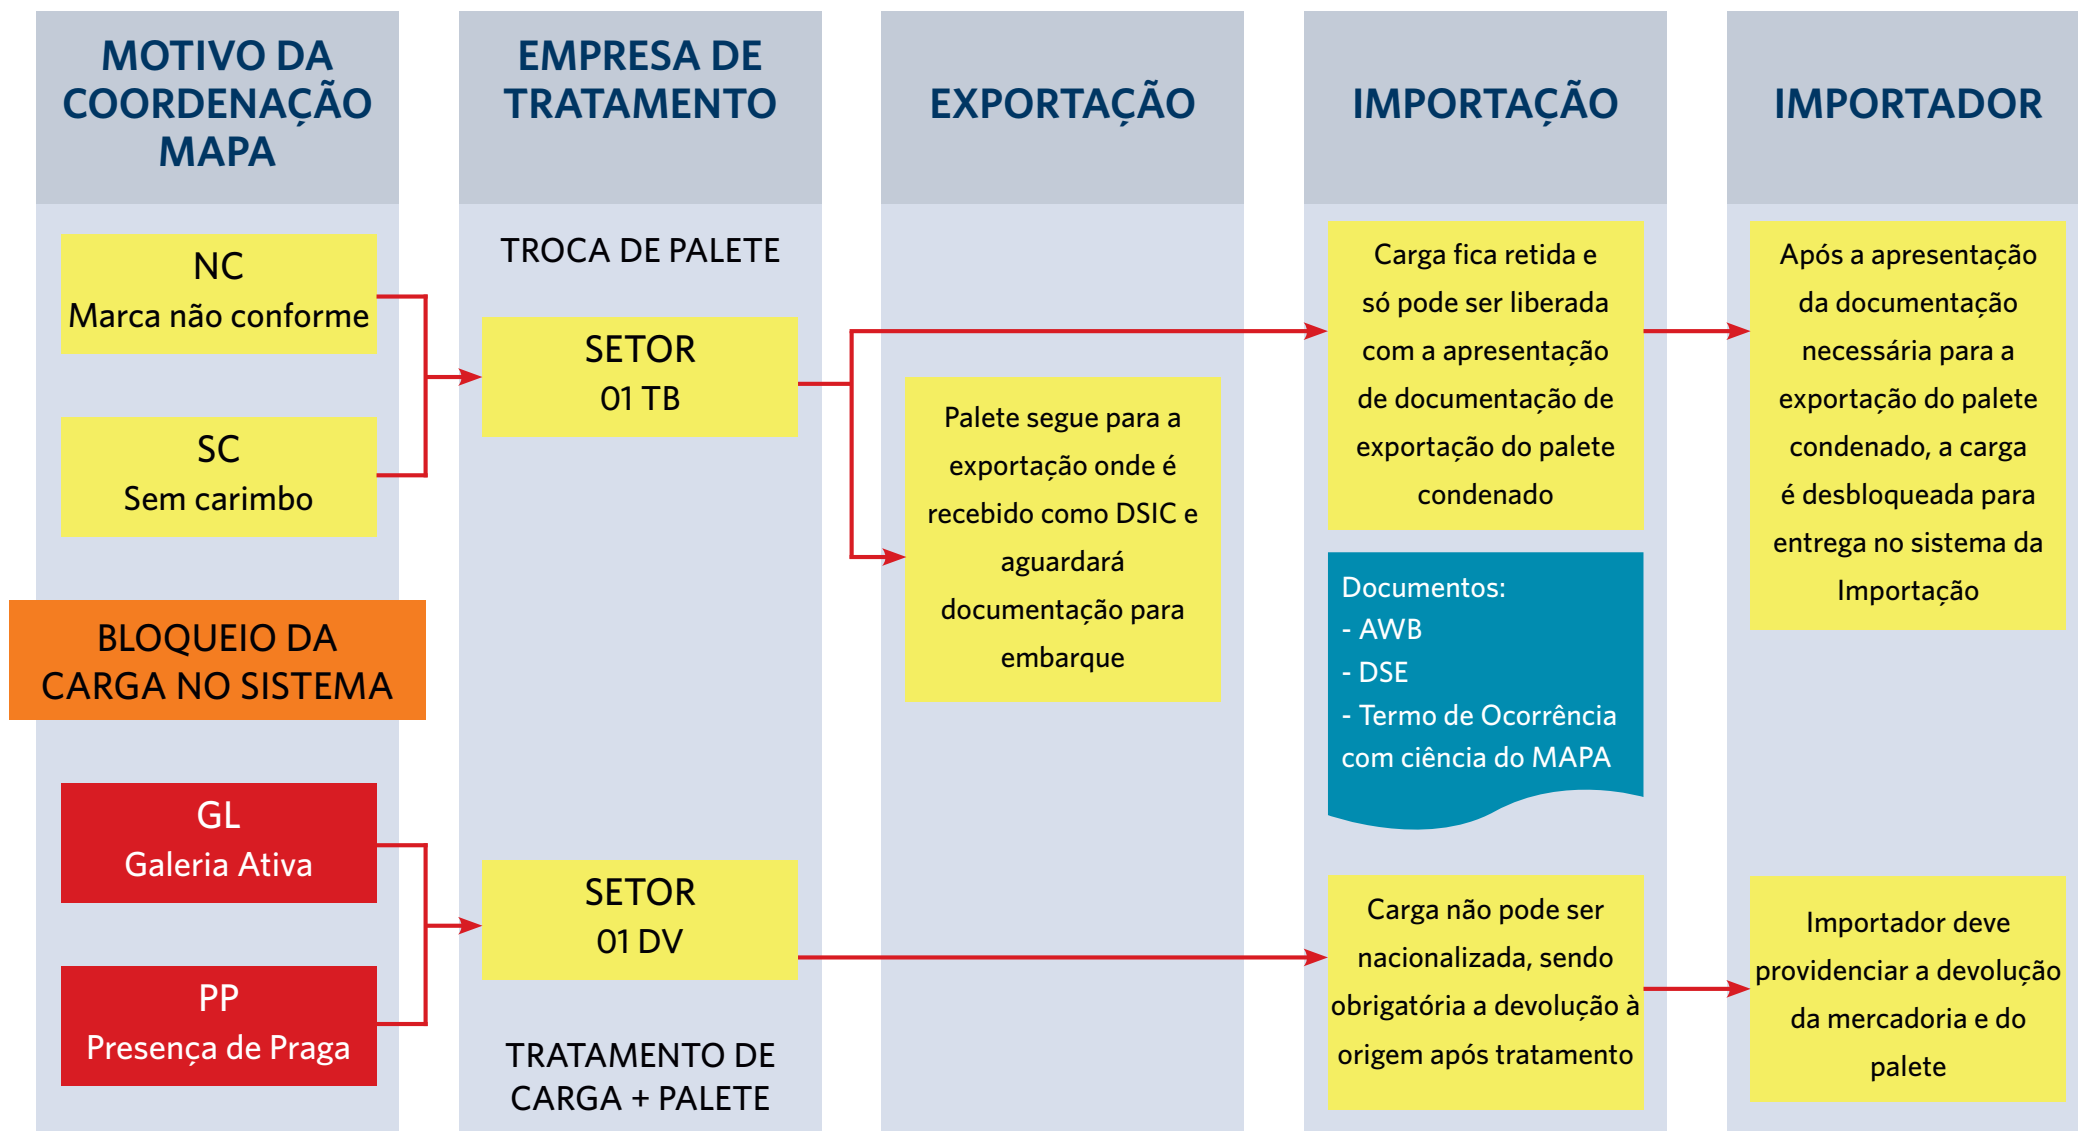 MOTIVO DA
COORDENAÇÃO
MAPA
NC
Marca não conforme
SC
Sem carimbo
BLOQUEIO DA
CARGA NO SISTEMA
GL
Galeria Ativa
PP
Presença de Praga
EMPRESA DE
TRATAMENTO
TROCA DE PALETE
SETOR
01 TB
SETOR
01 DV
TRATAMENTO DE
CARGA + PALETE
EXPORTAÇÃO
Palete segue para a
exportação onde é
recebido como DSIC e
aguardará
documentação para
embarque
IMPORTAÇÃO
Carga fica retida e
só pode ser liberada
com a apresentação
de documentação de
exportação do palete
condenado
Documentos:
- AWB
- DSE
- Termo de Ocorrência
com ciência do MAPA
Carga não pode ser
nacionalizada, sendo
obrigatória a devolução à
origem após tratamento
IMPORTADOR
Após a apresentação
da documentação
necessária para a
exportação do palete
condenado, a carga
é desbloqueada para
entrega no sistema da
Importação
Importador deve
providenciar a devolução
da mercadoria e do
palete